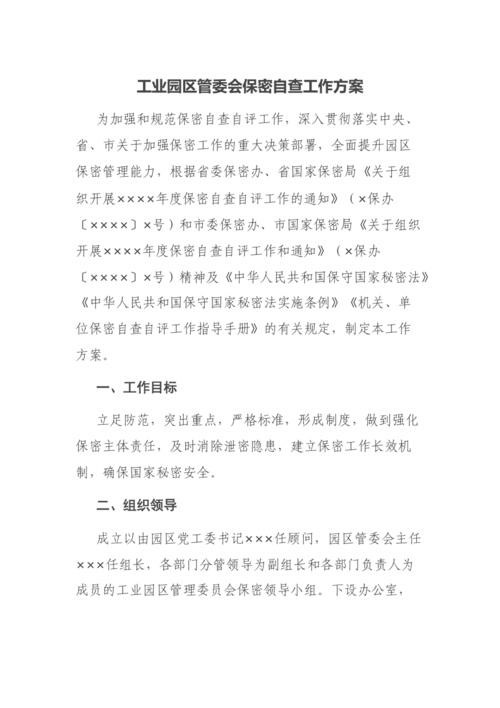 工业园区管委会保密自查工作方案
为加强和规范保密自查自评工作，深入贯彻落实中央、
省、市关于加强保密工作的重大决策部署，全面提升园区
保密管理能力，根据省委保密办、省国家保密局《关于组
织开展××××年度保密自查自评工作的通知》（×保办
〔××××〕×号）和市委保密办、市国家保密局《关于组织
开展××××年度保密自查自评工作和通知》（×保办
〔××××〕×号）精神及《中华人民共和国保守国家秘密法》
《中华人民共和国保守国家秘密法实施条例》《机关、单
位保密自查自评工作指导手册》的有关规定，制定本工作
方案。
一、工作目标
立足防范，突出重点，严格标准，形成制度，做到强化
保密主体责任，及时消除泄密隐患，建立保密工作长效机
制，确保国家秘密安全。
二、组织领导
成立以由园区党工委书记×××任顾问，园区管委会主任
×××任组长，各部门分管领导为副组长和各部门负责人为
成员的工业园区管理委员会保密领导小组。下设办公室，